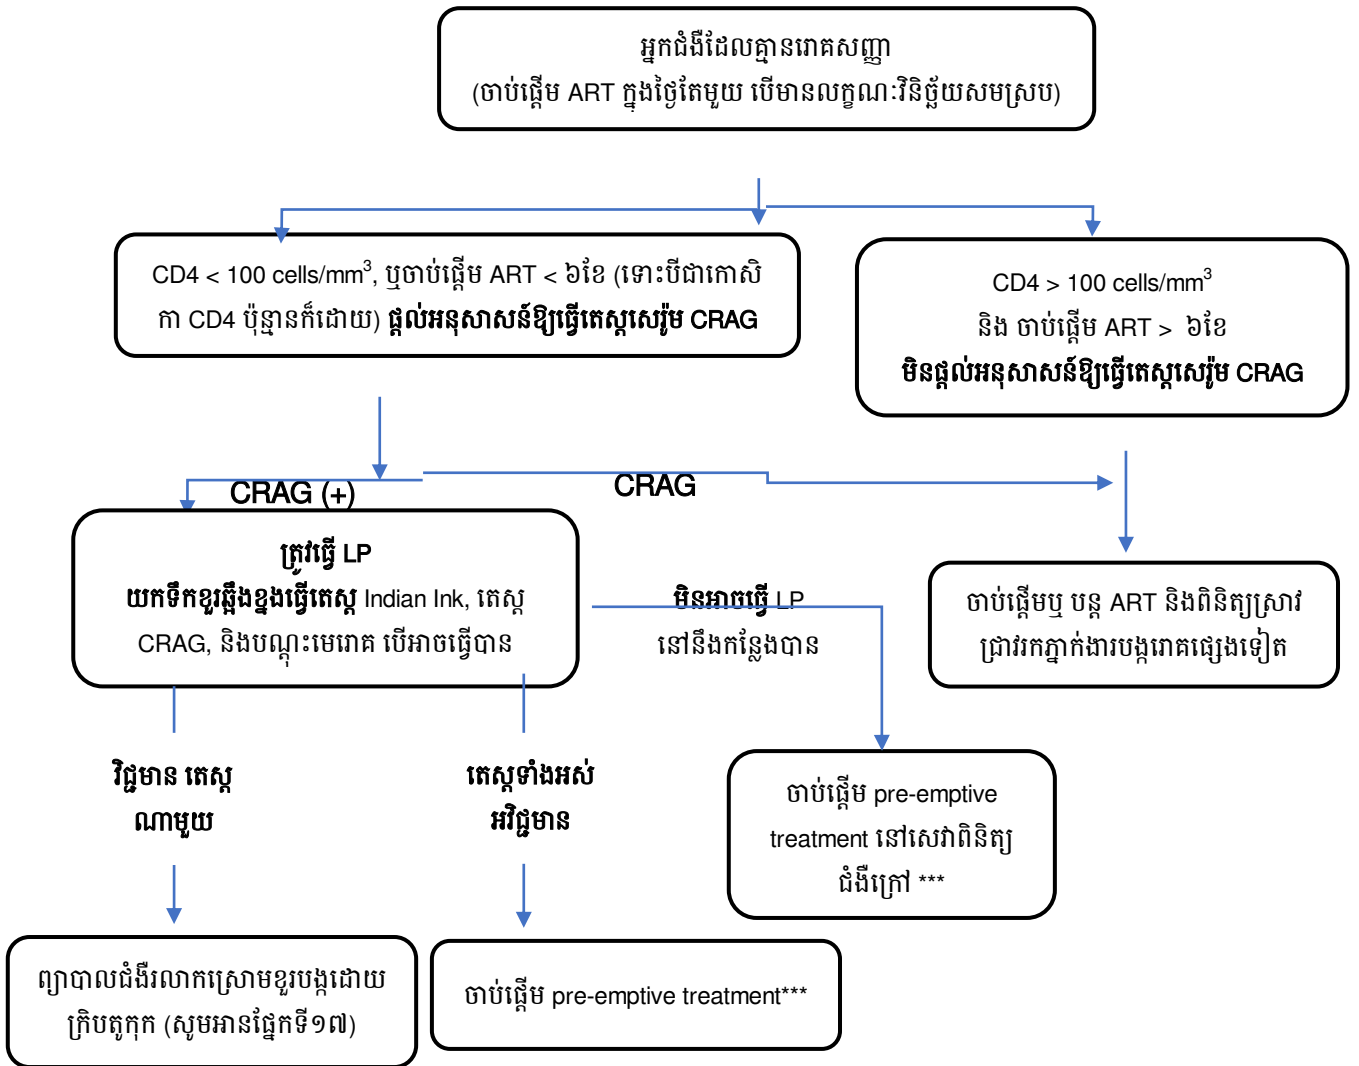 អ្នកជំងឺដែលគ្មានរោគសញ្ញា
(ចាប់ផ្តើម ART ក្នុងថ្ងៃតែមួយ បើមានលក្ខណៈវិនិច្ឆ័យសមស្រប)
CD4 < 100 cells/mm³, ឬចាប់ផ្តើម ART < ៦ខែ (ទោះបីជាកោសិ
កា CD4 ប៉ុន្មានក៏ដោយ) ផ្តល់អនុសាសន៍ឱ្យធ្វើតេស្តសេរ៉ូម CRAG
CD4 > 100 cells/mm³
និង ចាប់ផ្តើម ART > ៦ខែ
មិនផ្តល់អនុសាសន៍ឱ្យធ្វើតេស្តសេរ៉ូម CRAG
CRAG (+)
CRAG
ត្រូវធ្វើ LP
យកទឹកខួរឆ្អឹងខ្នងធ្វើតេស្ត Indian Ink, តេស្ត
CRAG, និងបណ្តុះមេរោគ បើអាចធ្វើបាន
មិនអាចធ្វើ LP
នៅនឹងកន្លែងបាន
ចាប់ផ្តើមឬ បន្ត ART និងពិនិត្យស្រាវ
ជ្រាវរកភ្នាក់ងារបង្ករោគផ្សេងទៀត
វិជ្ជមាន តេស្ត
ណាមួយ
តេស្តទាំងអស់
អវិជ្ជមាន
ចាប់ផ្តើម pre-emptive
treatment នៅសេវាពិនិត្យ
ជំងឺក្រៅ ***
ព្យាបាលជំងឺរលាកស្រោមខួរបង្កដោយ
គ្រិបតូកុក (សូមអានផ្នែកទី១៧)
ចាប់ផ្តើម pre-emptive treatment***